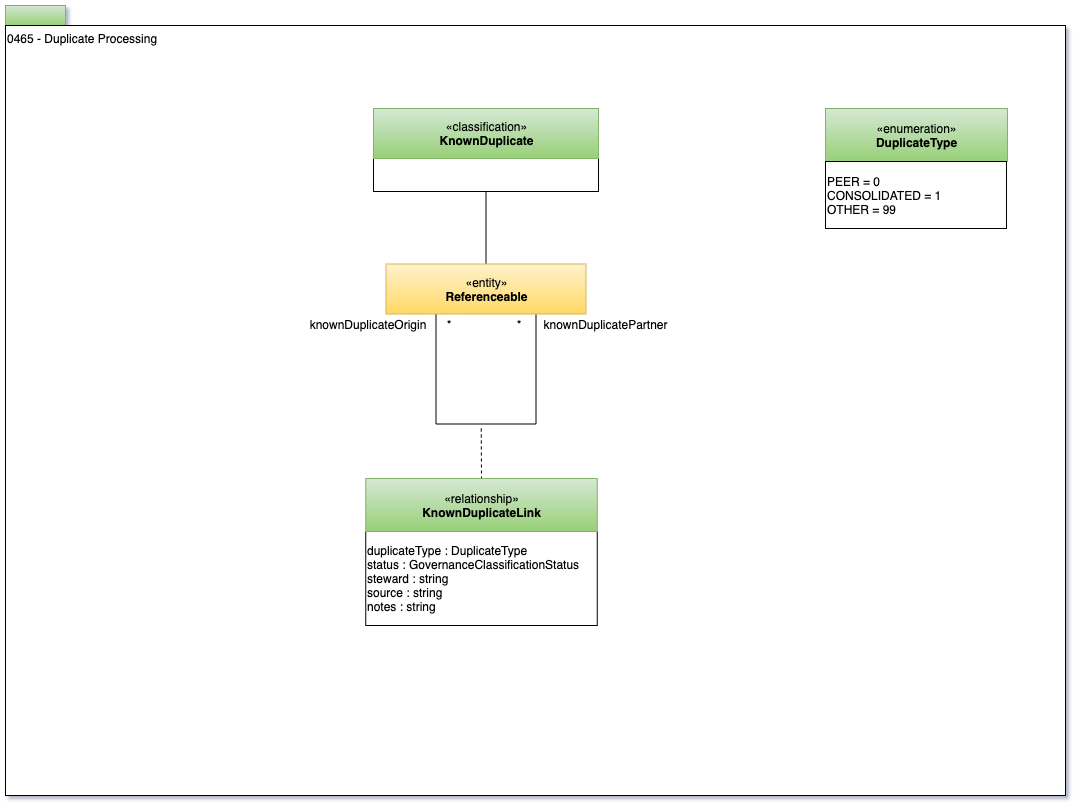 0465 - Duplicate Processing
«classification»
KnownDuplicate
«enumeration»
DuplicateType
PEER = 0
CONSOLIDATED = 1
OTHER = 99
«entity»
Referenceable
knownDuplicateOrigin * * knownDuplicatePartner
«relationship»
KnownDuplicateLink
duplicateType : DuplicateType
status : GovernanceClassificationStatus
steward : string
source : string
notes : string